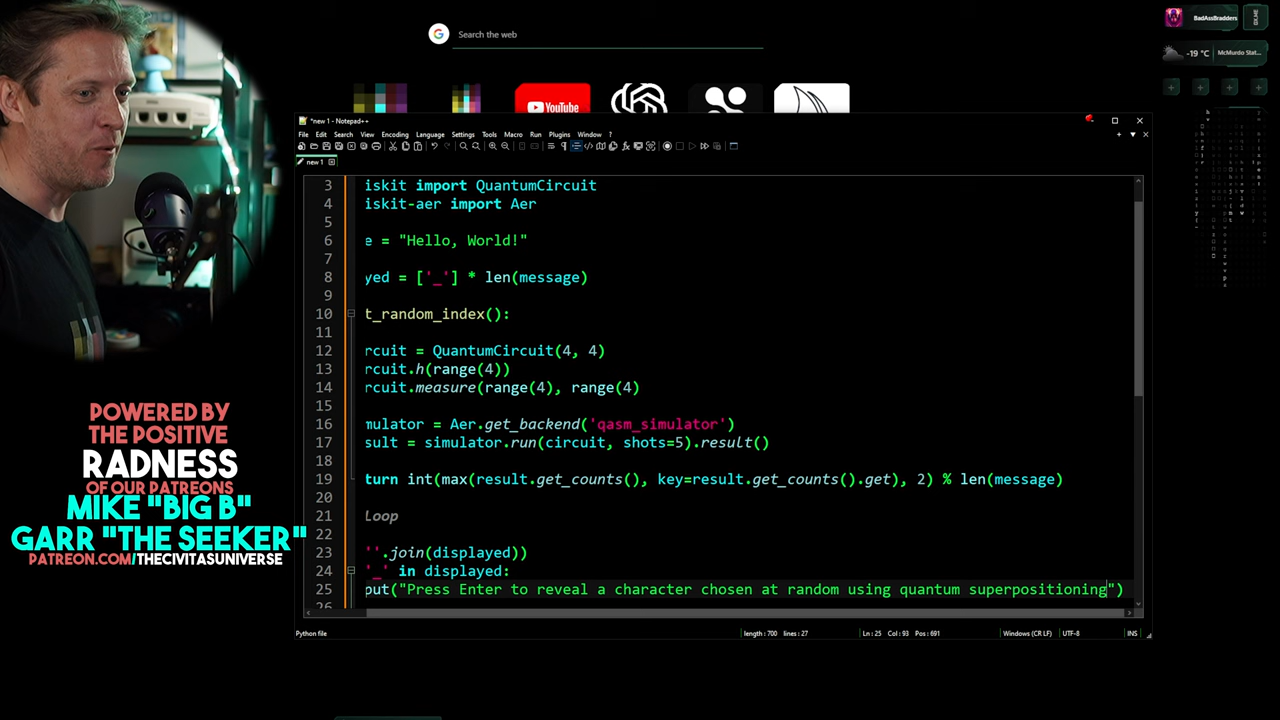 Search the web
BadAssBradders
-19 °C
McMurdo Stat...
YouTube
*new 1 - Notepad++
File Edit Search View Encoding Language Settings Tools Macro Run Plugins Window ?
new 1
3 iskit import QuantumCircuit
4 iskit-aer import Aer
5
6 e = "Hello, World!"
7
8 yed = ['_'] * len(message)
9
10 t_random_index():
11
12 rcuit = QuantumCircuit(4, 4)
13 rcuit.h(range(4))
14 rcuit.measure(range(4), range(4)
15
16 mulator = Aer.get_backend('qasm_simulator')
17 sult = simulator.run(circuit, shots=5).result()
18
19 turn int(max(result.get_counts(), key=result.get_counts().get), 2) % len(message)
20
21 Loop
22
23 ''.join(displayed))
24 '_' in displayed:
25 put("Press Enter to reveal a character chosen at random using quantum superpositioning")
26
Python file
length : 700 lines : 27
Ln : 25 Col : 93 Pos : 691
Windows (CR LF)
UTF-8
INS
POWERED BY
THE POSITIVE
RADNESS
OF OUR PATREONS
MIKE "BIG B"
GARR "THE SEEKER"
PATREON.COM/THECIVITASUNIVERSE